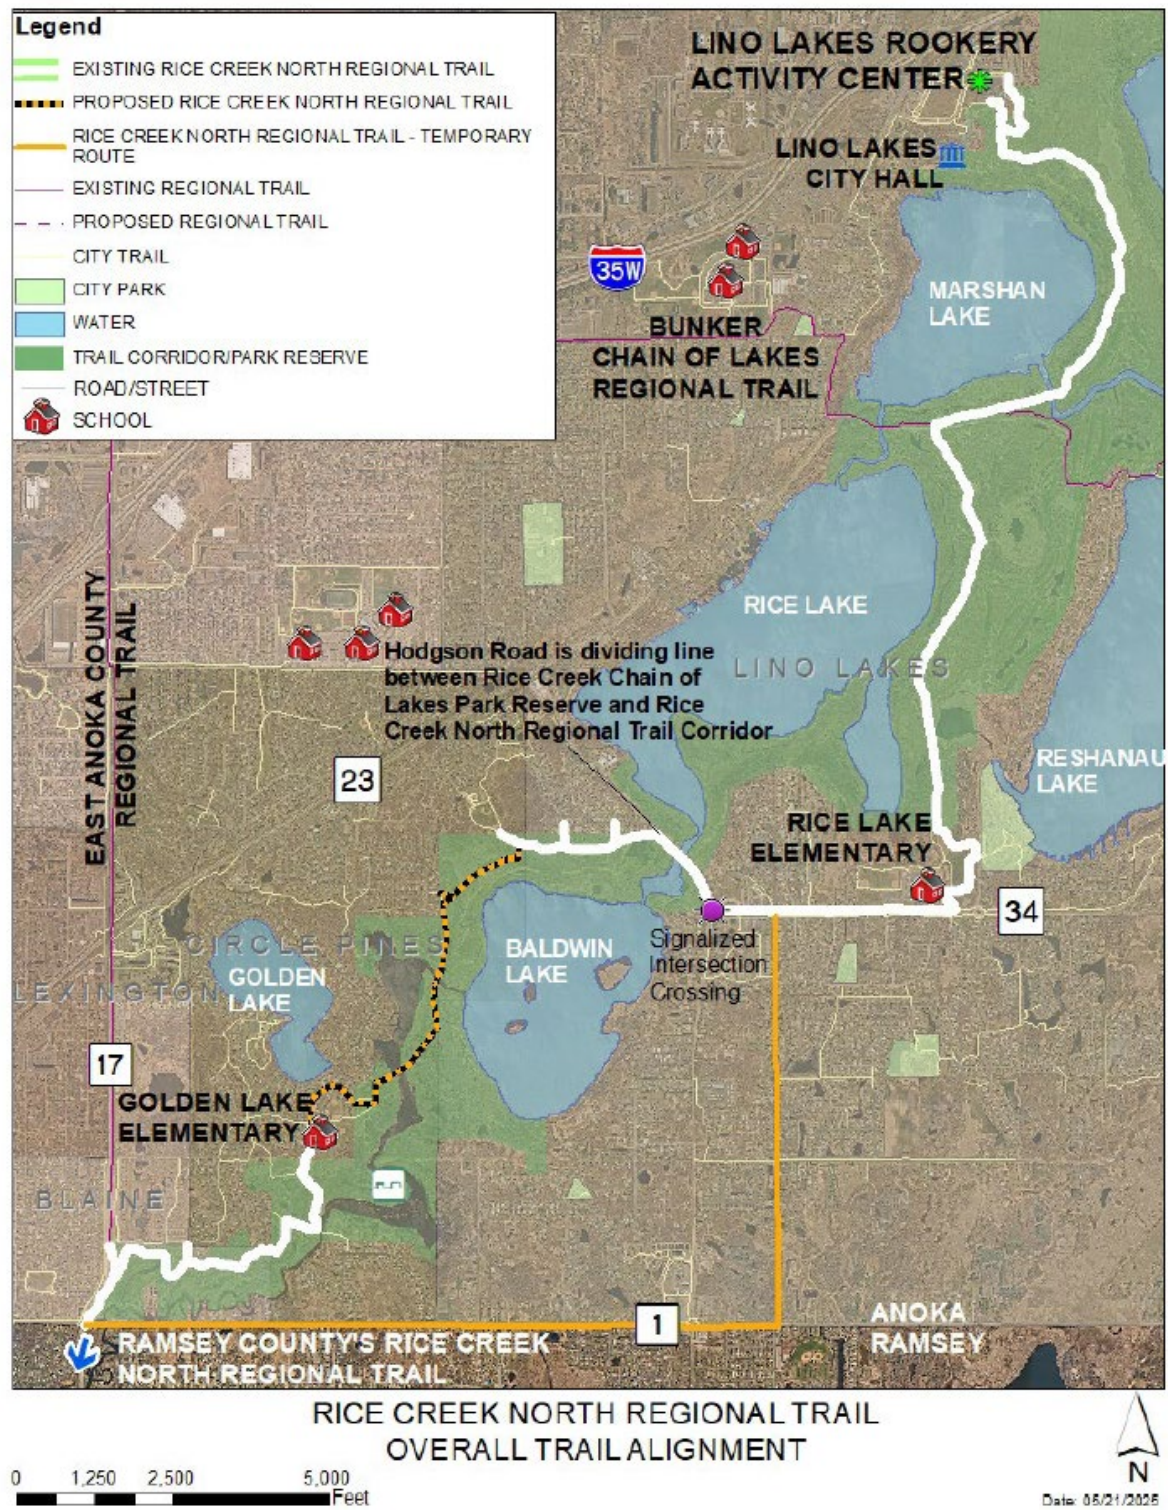 Legend
EXISTING RICE CREEK NORTH REGIONAL TRAIL
PROPOSED RICE CREEK NORTH REGIONAL TRAIL
RICE CREEK NORTH REGIONAL TRAIL - TEMPORARY
ROUTE
EXISTING REGIONAL TRAIL
PROPOSED REGIONAL TRAIL
CITY TRAIL
CITY PARK
WATER
TRAIL CORRIDOR/PARK RESERVE
ROAD/STREET
SCHOOL
LINO LAKES ROOKERY
ACTIVITY CENTER
LINO LAKES
CITY HALL
35W
MARSHAN
LAKE
BUNKER
CHAIN OF LAKES
REGIONAL TRAIL
EAST ANOKA COUNTY
REGIONAL TRAIL
RICE LAKE
LINO LAKES
Hodgson Road is dividing line
between Rice Creek Chain of
Lakes Park Reserve and Rice
Creek North Regional Trail Corridor
23
RESHANAU
LAKE
RICE LAKE
ELEMENTARY
34
Signalized
Intersection
Crossing
CIRCLE PINES
BALDWIN
LAKE
GOLDEN
LAKE
LEXINGTON
17
GOLDEN LAKE
ELEMENTARY
BLAINE
1
ANOKA
RAMSEY
RAMSEY COUNTY'S RICE CREEK
NORTH REGIONAL TRAIL
RICE CREEK NORTH REGIONAL TRAIL
OVERALL TRAIL ALIGNMENT
0 1,250 2,500 5,000
Feet
N
Date: 05/21/2025